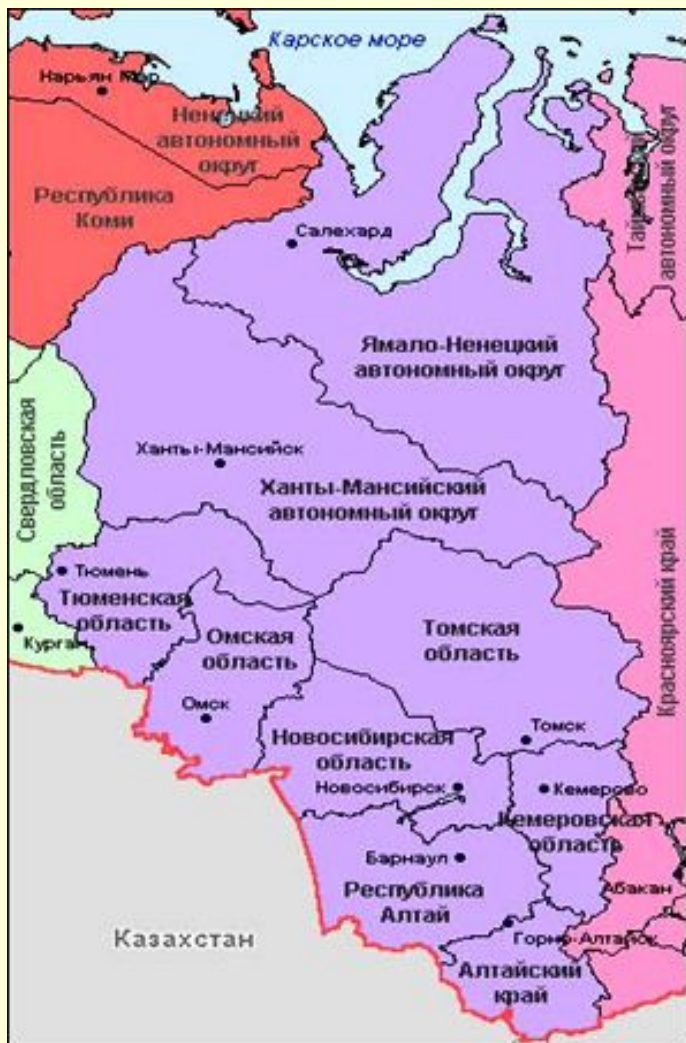 Карское море
Нарьян Мар
Ненецкий
автономный
округ
Республика
Коми
Салехард
автономный округ
Ямало-Ненецкий
автономный округ
Свердловская
область
Ханты-Мансийск
Ханты-Мансийский
автономный округ
Тюмень
Тюменская
область
Курган
Омская
область
Томская
область
Красноярский край
Омск
Томск
Новосибирская
область
Новосибирск
Кемерово
Кемеровская
область
Барнаул
Абакан
Республика
Алтай
Горно-Алтайск
Казахстан
Алтайский
край